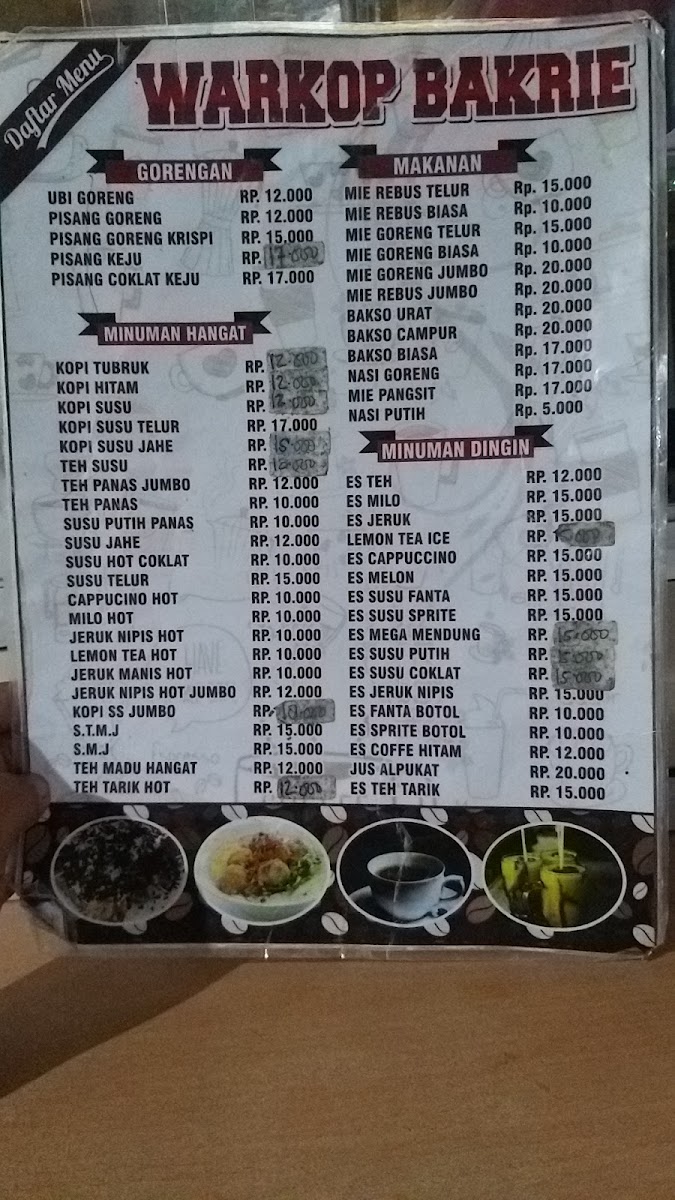 Daftar Menu
WARKOP BAKRIE
GORENGAN
UBI GORENG RP. 12.000
PISANG GORENG RP. 12.000
PISANG GORENG KRISPI RP. 15.000
PISANG KEJU RP. 17.000
PISANG COKLAT KEJU RP. 17.000
MINUMAN HANGAT
KOPI TUBRUK RP. 12.000
KOPI HITAM RP. 12.000
KOPI SUSU RP. 12.000
KOPI SUSU TELUR RP. 17.000
KOPI SUSU JAHE RP. 15.000
TEH SUSU RP.
TEH PANAS JUMBO RP. 12.000
TEH PANAS RP. 10.000
SUSU PUTIH PANAS RP. 10.000
SUSU JAHE RP. 12.000
SUSU HOT COKLAT RP. 10.000
SUSU TELUR RP. 15.000
CAPPUCINO HOT RP. 10.000
MILO HOT RP. 10.000
JERUK NIPIS HOT RP. 10.000
LEMON TEA HOT RP. 10.000
JERUK MANIS HOT RP. 10.000
JERUK NIPIS HOT JUMBO RP. 12.000
KOPI SS JUMBO RP.
S.T.M.J RP. 15.000
S.M.J RP. 15.000
TEH MADU HANGAT RP. 12.000
TEH TARIK HOT RP. 12.000
MAKANAN
MIE REBUS TELUR Rp. 15.000
MIE REBUS BIASA Rp. 10.000
MIE GORENG TELUR Rp. 15.000
MIE GORENG BIASA Rp. 10.000
MIE GORENG JUMBO Rp. 20.000
MIE REBUS JUMBO Rp. 20.000
BAKSO URAT Rp. 20.000
BAKSO CAMPUR Rp. 20.000
BAKSO BIASA Rp. 17.000
NASI GORENG Rp. 17.000
MIE PANGSIT Rp. 17.000
NASI PUTIH Rp. 5.000
MINUMAN DINGIN
ES TEH RP. 12.000
ES MILO RP. 15.000
ES JERUK RP. 15.000
LEMON TEA ICE RP. 15.000
ES CAPPUCCINO RP. 15.000
ES MELON RP. 15.000
ES SUSU FANTA RP. 15.000
ES SUSU SPRITE RP. 15.000
ES MEGA MENDUNG RP. 15.000
ES SUSU PUTIH RP. 15.000
ES SUSU COKLAT RP. 15.000
ES JERUK NIPIS RP. 15.000
ES FANTA BOTOL RP. 10.000
ES SPRITE BOTOL RP. 10.000
ES COFFE HITAM RP. 12.000
JUS ALPUKAT RP. 20.000
ES TEH TARIK RP. 15.000